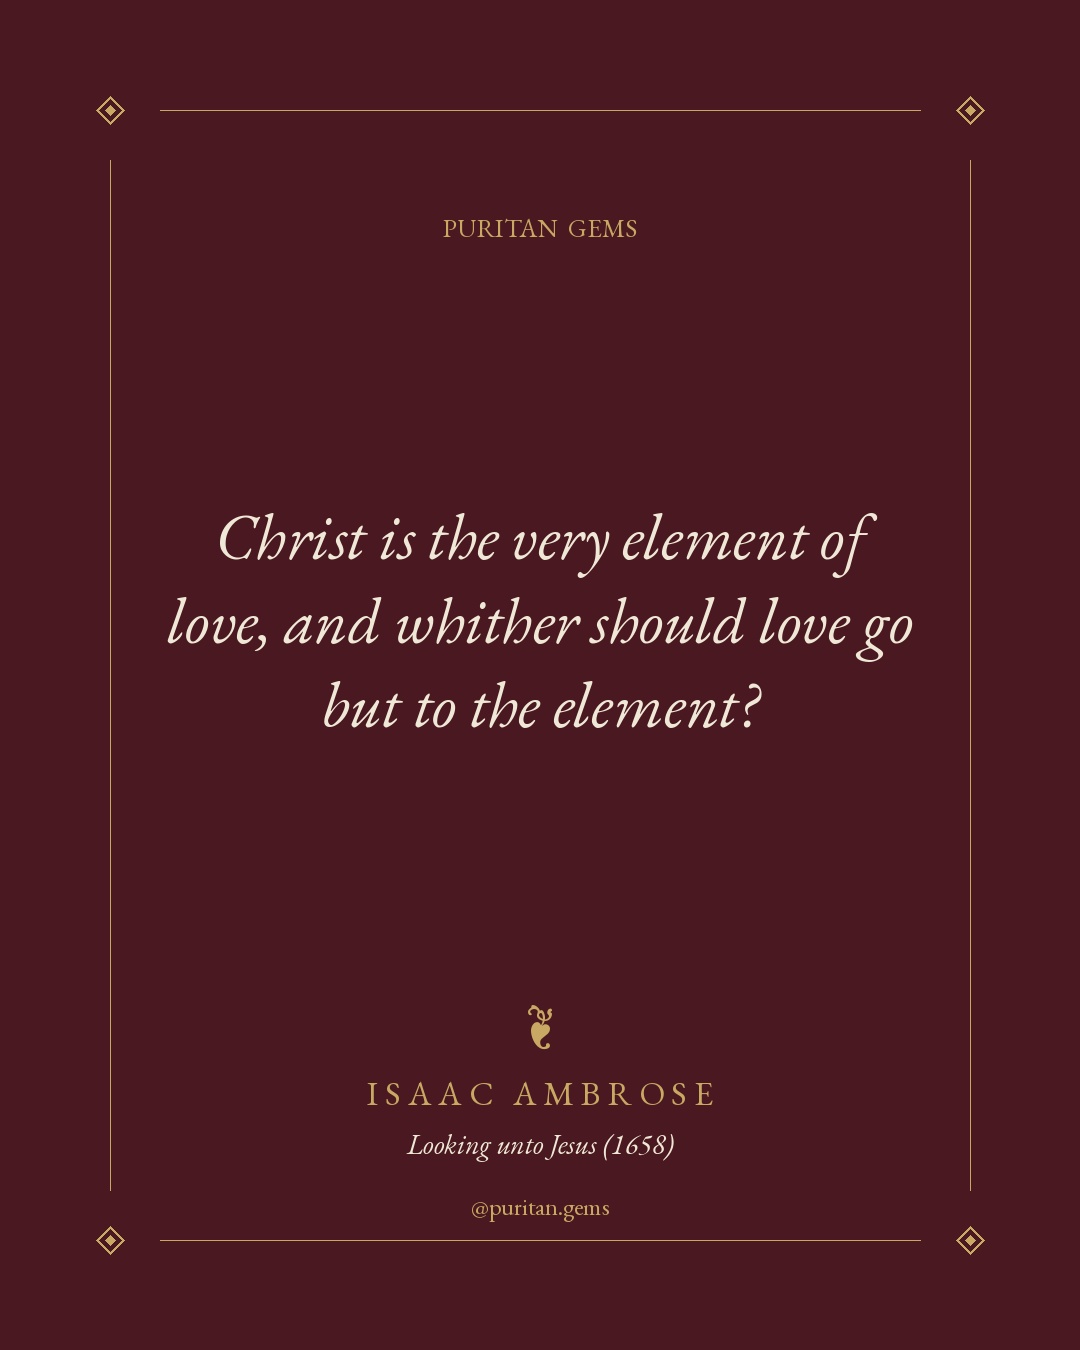 PURITAN GEMS
Christ is the very element of
love, and whither should love go
but to the element?
ISAAC AMBROSE
Looking unto Jesus (1658)
@puritan.gems